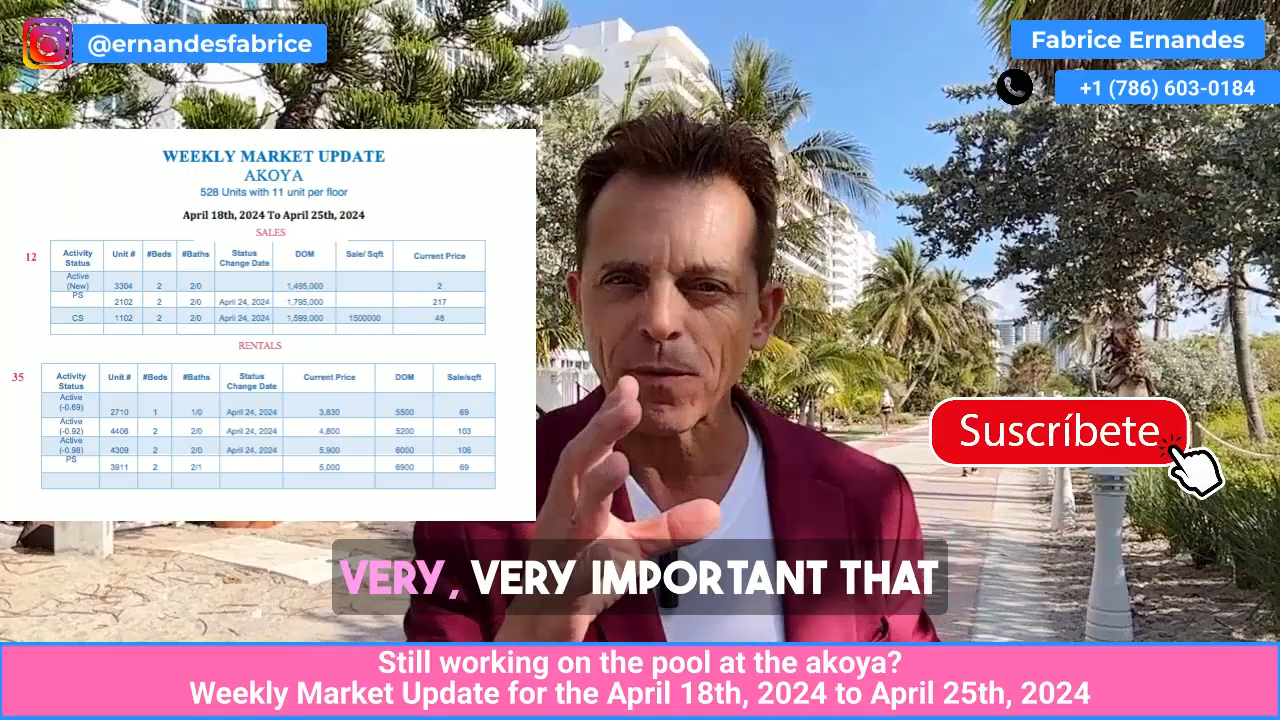 @ernandesfabrice
Fabrice Ernandes
+1 (786) 603-0184
WEEKLY MARKET UPDATE
AKOYA
528 Units with 11 unit per floor
April 18th, 2024 To April 25th, 2024
SALES
12
Activity Status Unit # #Beds #Baths Status Change Date DOM Sale/ Sqft Current Price
Active (New) 3304 2 2/0 1,495,000 2
PS 2102 2 2/0 April 24, 2024 1,795,000 217
CS 1102 2 2/0 April 24, 2024 1,599,000 1500000 48
RENTALS
35
Activity Status Unit # #Beds #Baths Status Change Date Current Price DOM Sale/sqft
Active (-0.69) 2710 1 1/0 April 24, 2024 3,830 5500 69
Active (-0.92) 4406 2 2/0 April 24, 2024 4,800 5200 103
Active (-0.98) 4309 2 2/0 April 24, 2024 5,900 6000 106
PS 3911 2 2/1 5,000 6900 69
Suscríbete
VERY, VERY IMPORTANT THAT
Still working on the pool at the akoya?
Weekly Market Update for the April 18th, 2024 to April 25th, 2024